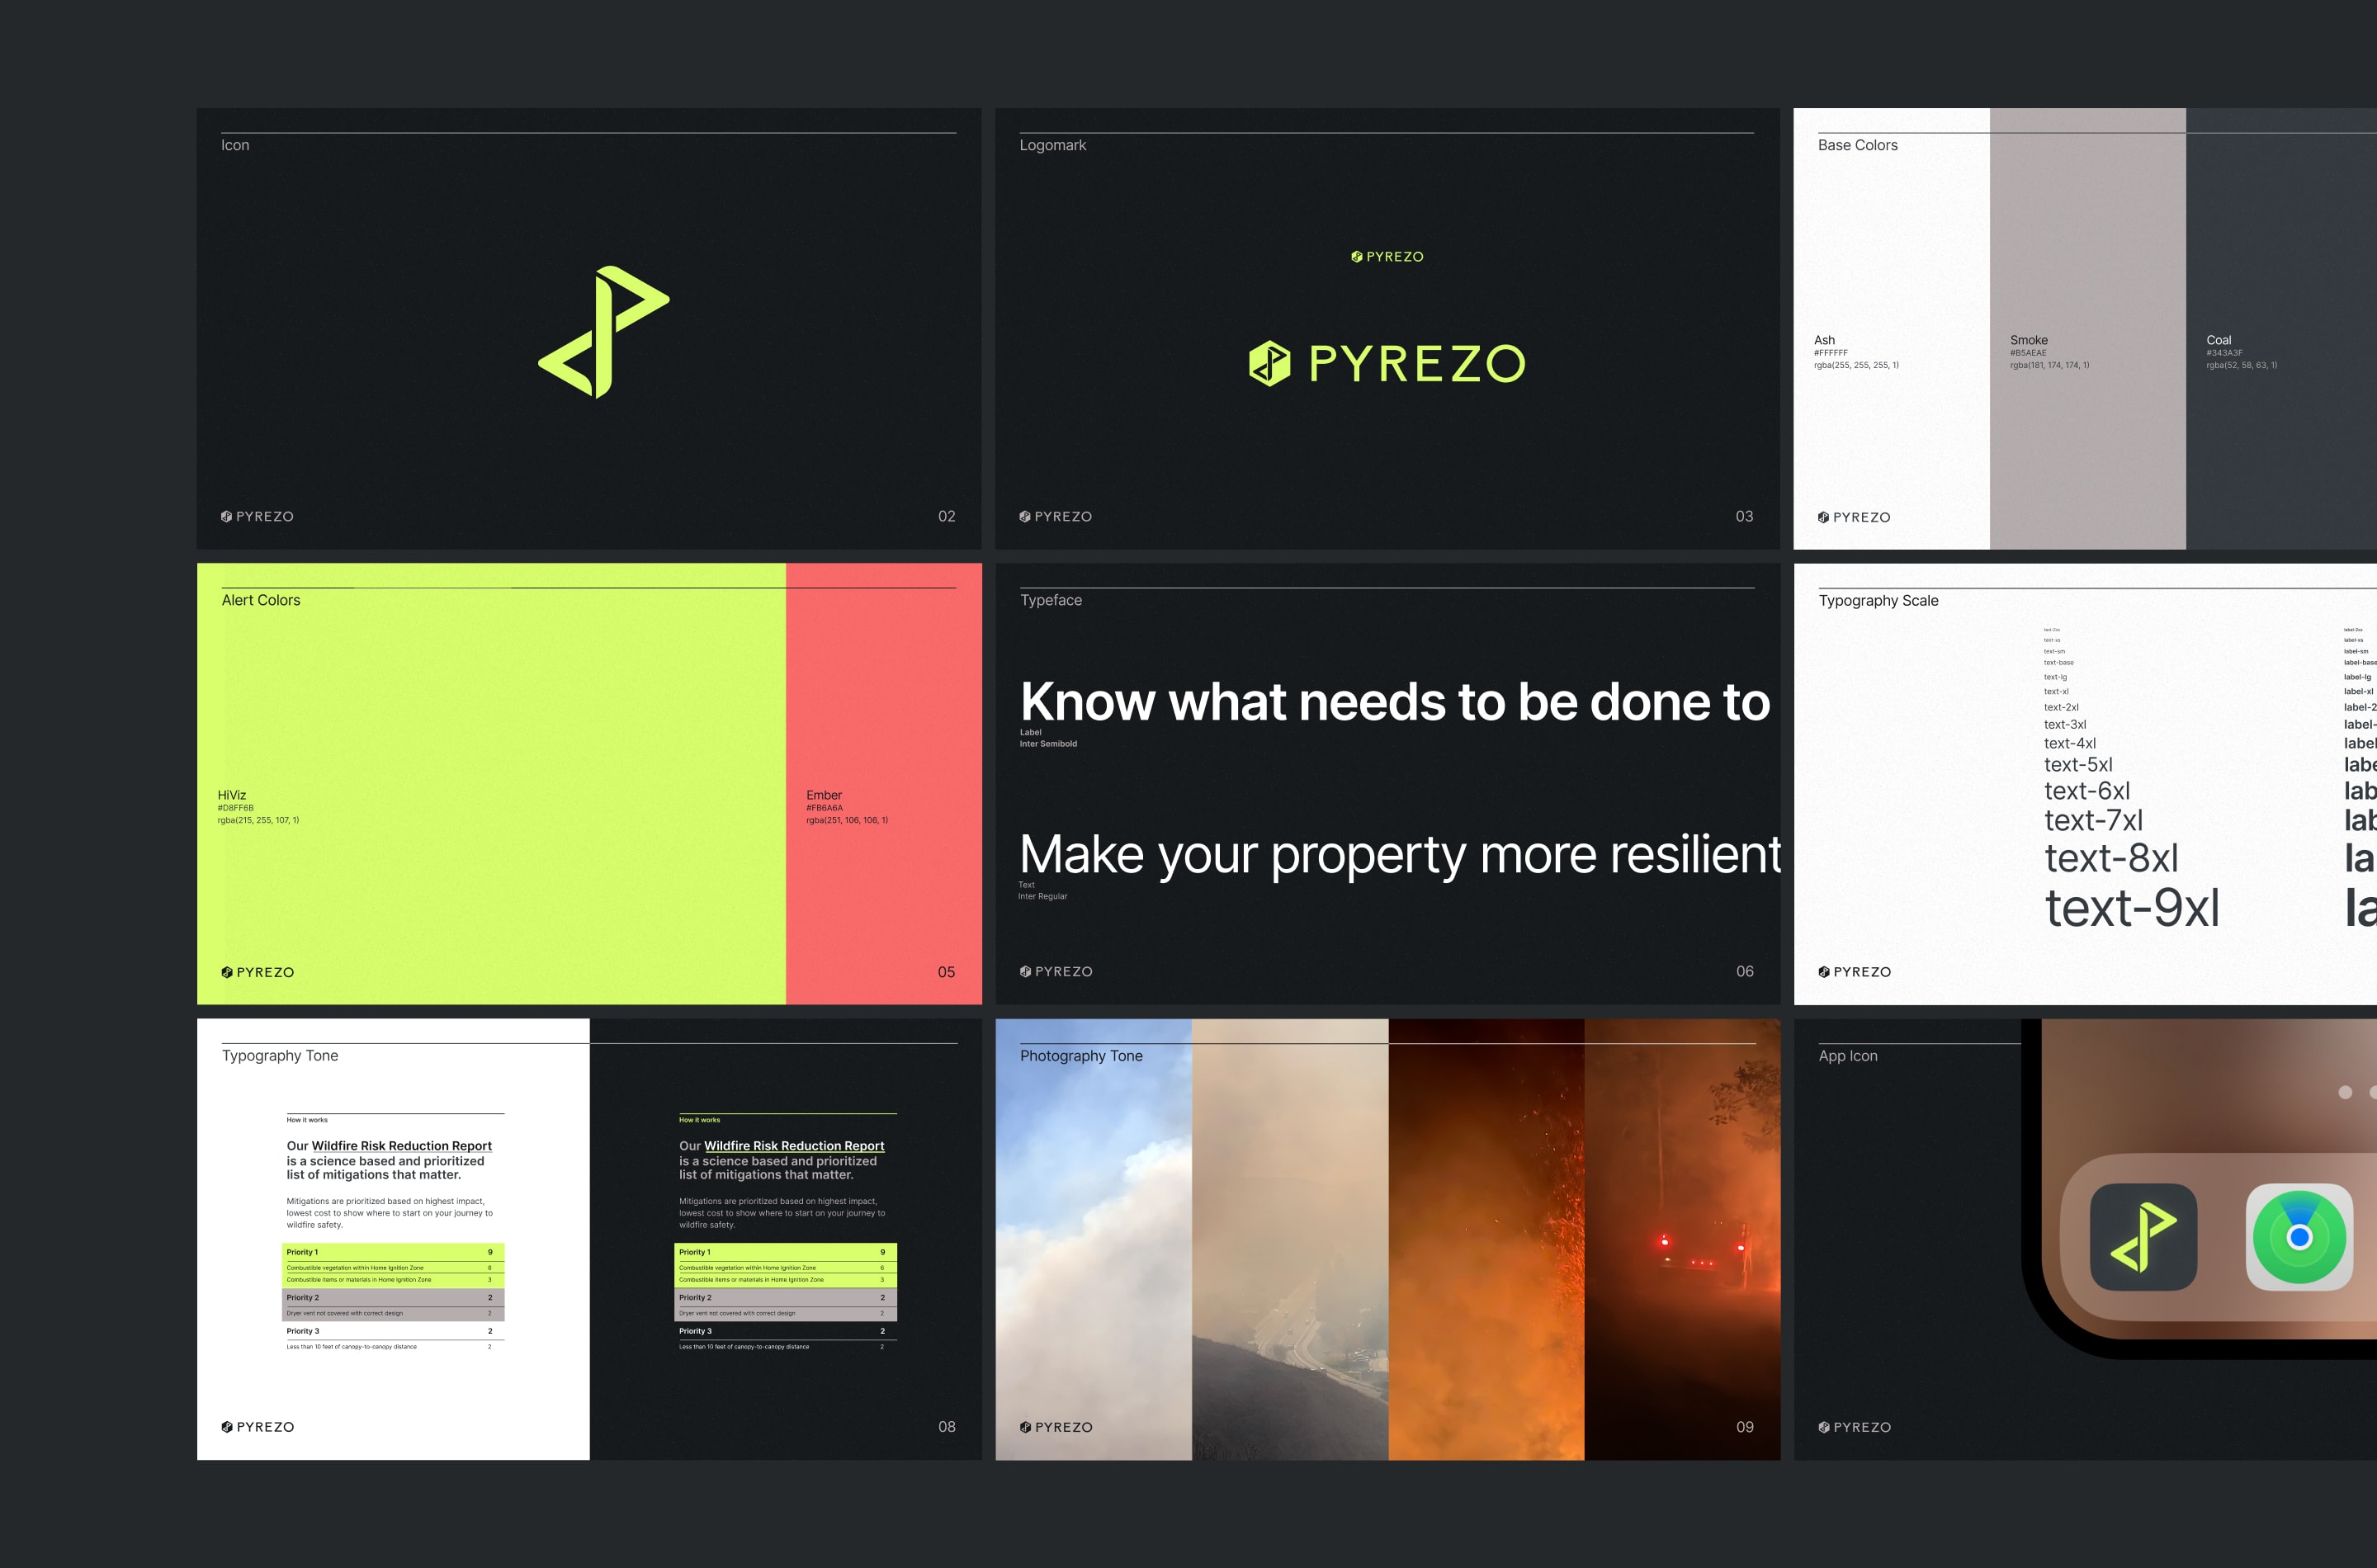 Icon
PYREZO
02
Logomark
PYREZO
PYREZO
PYREZO
03
Base Colors
Ash
#FFFFFF
rgba(255, 255, 255, 1)
Smoke
#B5AEAE
rgba(181, 174, 174, 1)
Coal
#343A3F
rgba(52, 58, 63, 1)
PYREZO
Alert Colors
HiViz
#D8FF6B
rgba(215, 255, 107, 1)
Ember
#FB6A6A
rgba(251, 106, 106, 1)
PYREZO
05
Typeface
Know what needs to be done to
Label
Inter Semibold
Make your property more resilient
Text
Inter Regular
PYREZO
06
Typography Scale
text-2xs
text-xs
text-sm
text-base
text-lg
text-xl
text-2xl
text-3xl
text-4xl
text-5xl
text-6xl
text-7xl
text-8xl
text-9xl
label-2xs
label-xs
label-sm
label-base
label-lg
label-xl
label-2
label-
label
labe
lab
lab
la
la
PYREZO
Typography Tone
How it works
Our Wildfire Risk Reduction Report
is a science based and prioritized
list of mitigations that matter.
Mitigations are prioritized based on highest impact,
lowest cost to show where to start on your journey to
wildfire safety.
Priority 1 9
Combustible vegetation within Home Ignition Zone 6
Combustible items or materials in Home Ignition Zone 3
Priority 2 2
Dryer vent not covered with correct design 2
Priority 3 2
Less than 10 feet of canopy-to-canopy distance 2
PYREZO
How it works
Our Wildfire Risk Reduction Report
is a science based and prioritized
list of mitigations that matter.
Mitigations are prioritized based on highest impact,
lowest cost to show where to start on your journey to
wildfire safety.
Priority 1 9
Combustible vegetation within Home Ignition Zone 6
Combustible items or materials in Home Ignition Zone 3
Priority 2 2
Dryer vent not covered with correct design 2
Priority 3 2
Less than 10 feet of canopy-to-canopy distance 2
08
Photography Tone
PYREZO
09
App Icon
PYREZO